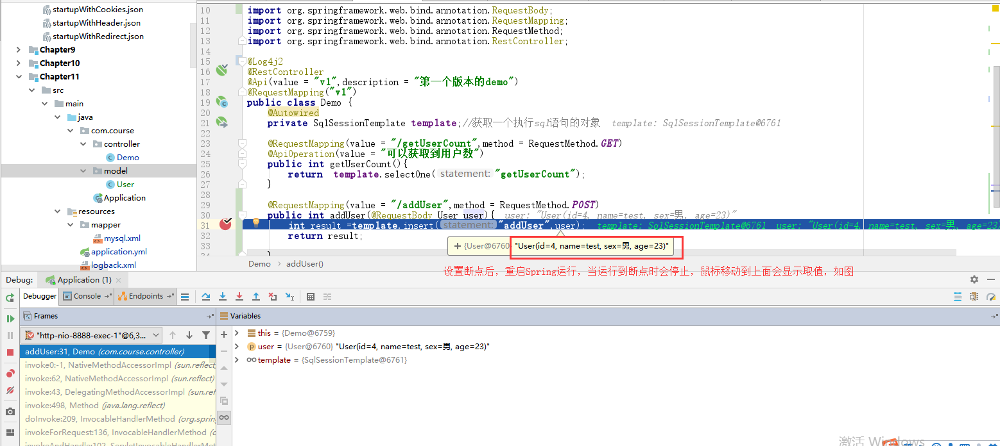 startupWithCookies.json
startupWithHeader.json
startupWithRedirect.json
Chapter9
Chapter10
Chapter11
src
main
java
com.course
controller
Demo
model
User
Application
resources
mapper
mysql.xml
application.yml
logback.xml
10 import org.springframework.web.bind.annotation.RequestBody;
11 import org.springframework.web.bind.annotation.RequestMapping;
12 import org.springframework.web.bind.annotation.RequestMethod;
13 import org.springframework.web.bind.annotation.RestController;
14
15 @Log4j2
16 @RestController
17 @Api(value = "v1",description = "第一个版本的demo")
18 @RequestMapping("v1")
19 public class Demo {
20 @Autowired
21 private SqlSessionTemplate template;//获取一个执行sql语句的对象 template: SqlSessionTemplate@6761
22
23 @RequestMapping(value = "/getUserCount",method = RequestMethod.GET)
24 @ApiOperation(value = "可以获取到用户数")
25 public int getUserCount(){
26 return template.selectOne( statement: "getUserCount");
27 }
28
29 @RequestMapping(value = "/addUser",method = RequestMethod.POST)
30 public int addUser(@RequestBody User user){ user: "User(id=4, name=test, sex=男, age=23)"
31 int result =template.insert( statement: "addUser",user); template: SqlSessionTemplate@6761 user: "User(id=4, name=test, sex=男, age=23)
32 return result;
33
34 }
+ {User@6760 "User(id=4, name=test, sex=男, age=23)"
Demo › addUser()
设置断点后，重启Spring运行，当运行到断点时会停止，鼠标移动到上面会显示取值，如图
Debug: Application (1)
Debugger Console Endpoints
Frames
Variables
"http-nio-8888-exec-1"@6,3...
addUser:31, Demo (com.course.controller)
invoke0:-1, NativeMethodAccessorImpl (sun.reflect
invoke:62, NativeMethodAccessorImpl (sun.reflect)
invoke:43, DelegatingMethodAccessorImpl (sun.ref
invoke:498, Method (java.lang.reflect)
doInvoke:209, InvocableHandlerMethod (org.sprin
invokeForRequest:136, InvocableHandlerMethod (
invokeAndHandle:102, ServletInvocableHandlerMet
this = {Demo@6759}
user = {User@6760} "User(id=4, name=test, sex=男, age=23)"
template = {SqlSessionTemplate@6761}
激活 Windows